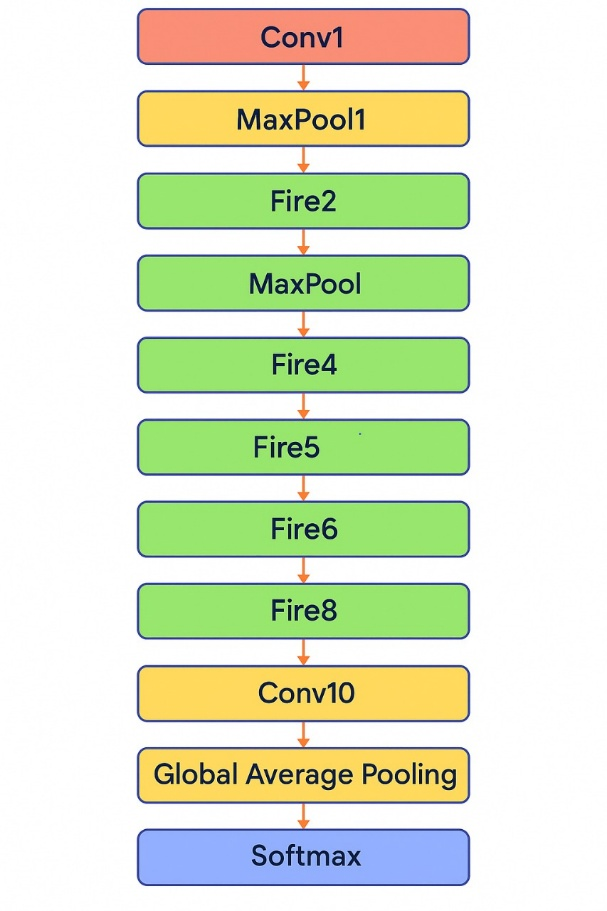 Conv1
MaxPool1
Fire2
MaxPool
Fire4
Fire5
Fire6
Fire8
Conv10
Global Average Pooling
Softmax